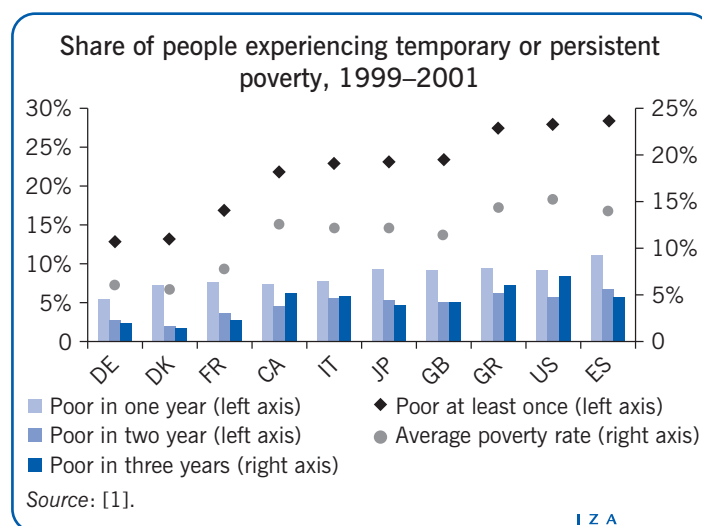 Share of people experiencing temporary or persistent
poverty, 1999–2001
30%
25%
20%
15%
10%
5%
0
25%
20%
15%
10%
5%
0
DE
DK
FR
CA
IT
JP
GB
GR
US
ES
Poor in one year (left axis)
Poor in two year (left axis)
Poor in three years (right axis)
Poor at least once (left axis)
Average poverty rate (right axis)
Source: [1].
I Z A